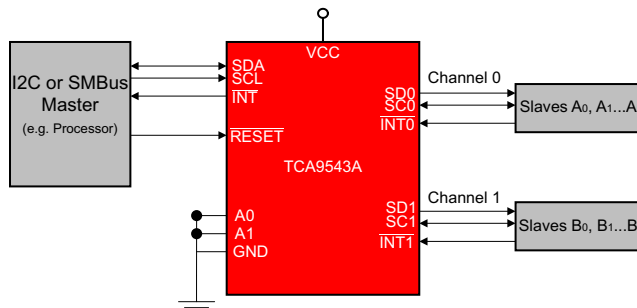 I2C or SMBus
Master
(e.g. Processor)
VCC
SDA
SCL
INT
RESET
TCA9543A
A0
A1
GND
SD0
SC0
INT0
SD1
SC1
INT1
Channel 0
Slaves A0, A1...A
Channel 1
Slaves B0, B1...B